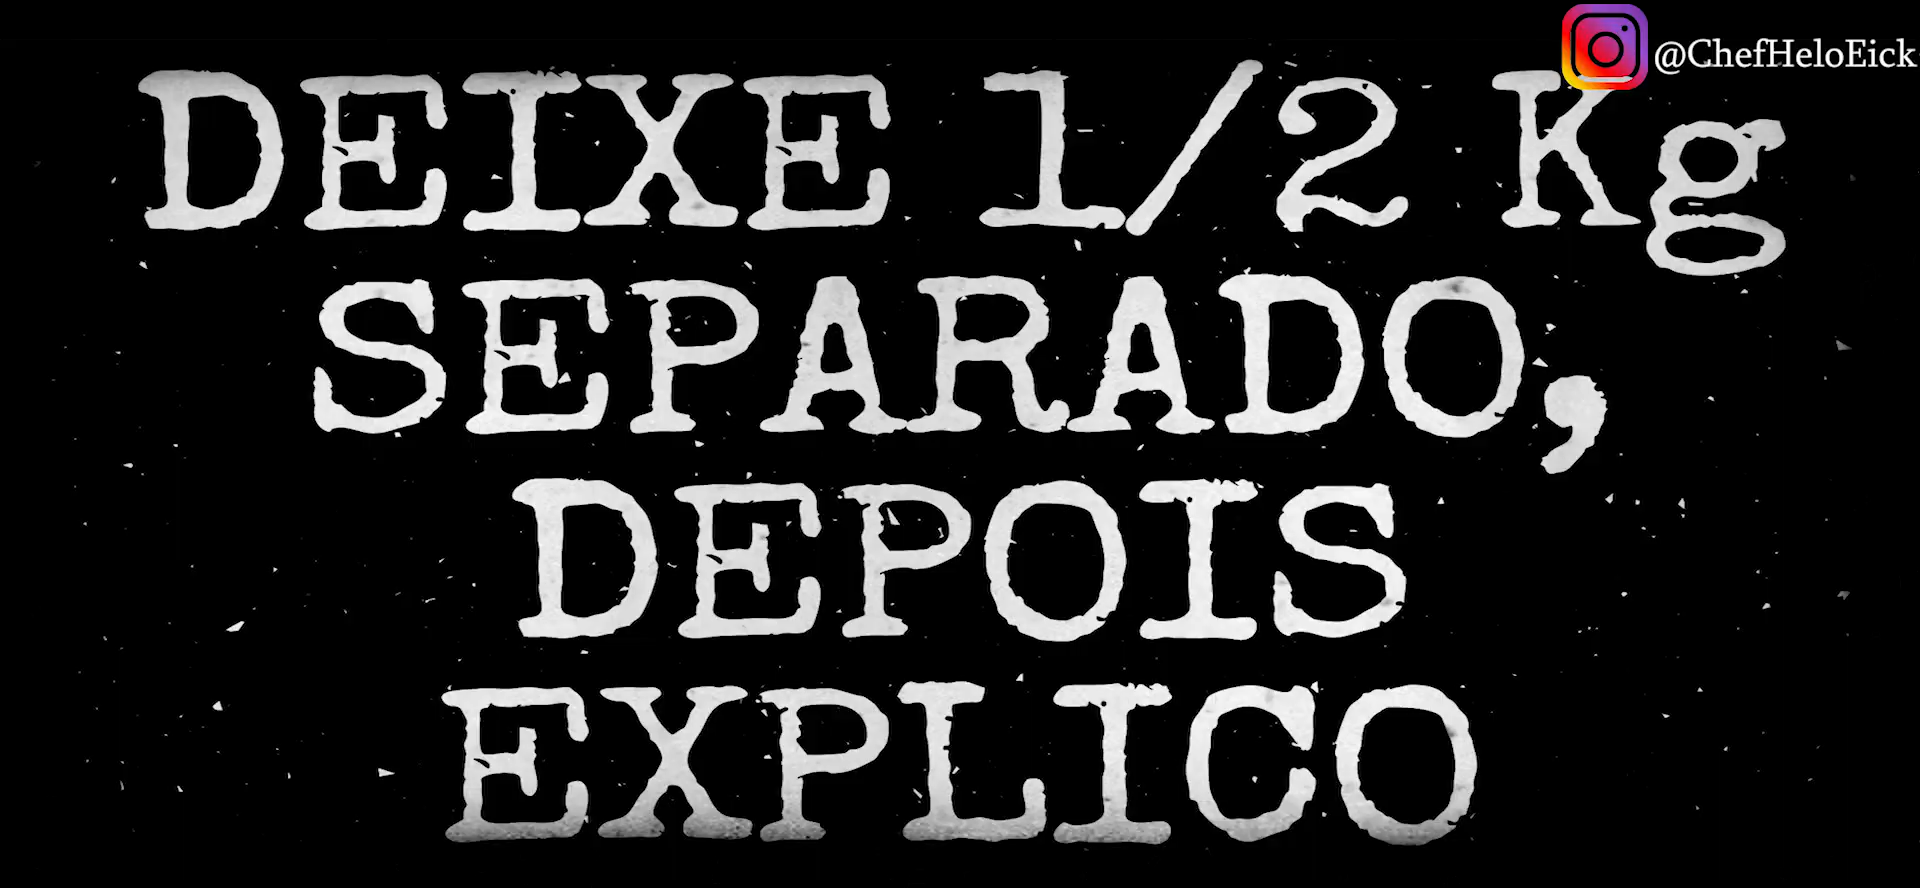 @ChefHeloEick
DEIXE 1/2 Kg
SEPARADO,
DEPOIS
EXPLICO